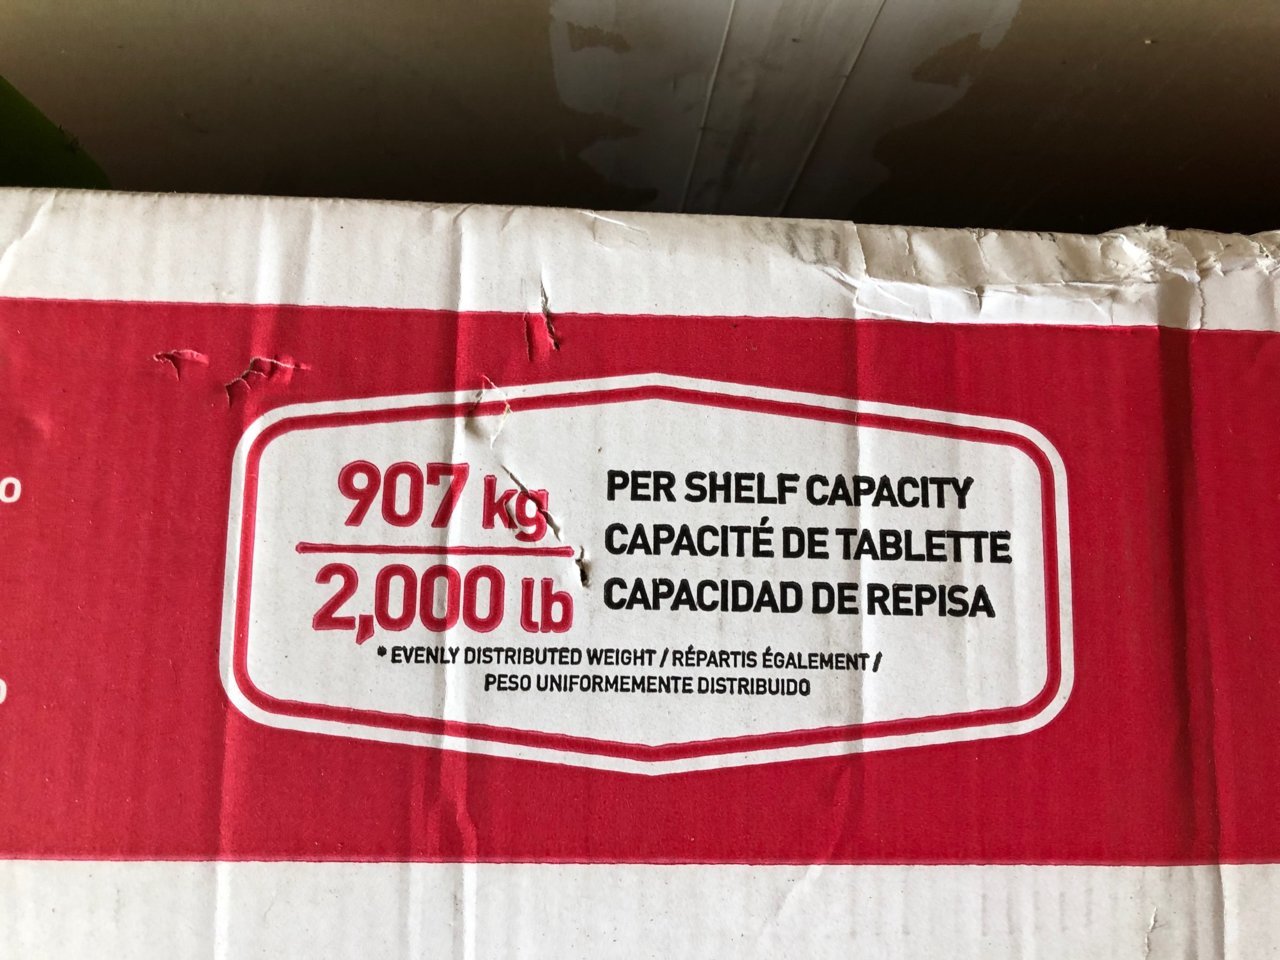 907 kg
2,000 lb
PER SHELF CAPACITY
CAPACITÉ DE TABLETTE
CAPACIDAD DE REPISA
* EVENLY DISTRIBUTED WEIGHT / RÉPARTIS ÉGALEMENT /
PESO UNIFORMEMENTE DISTRIBUIDO